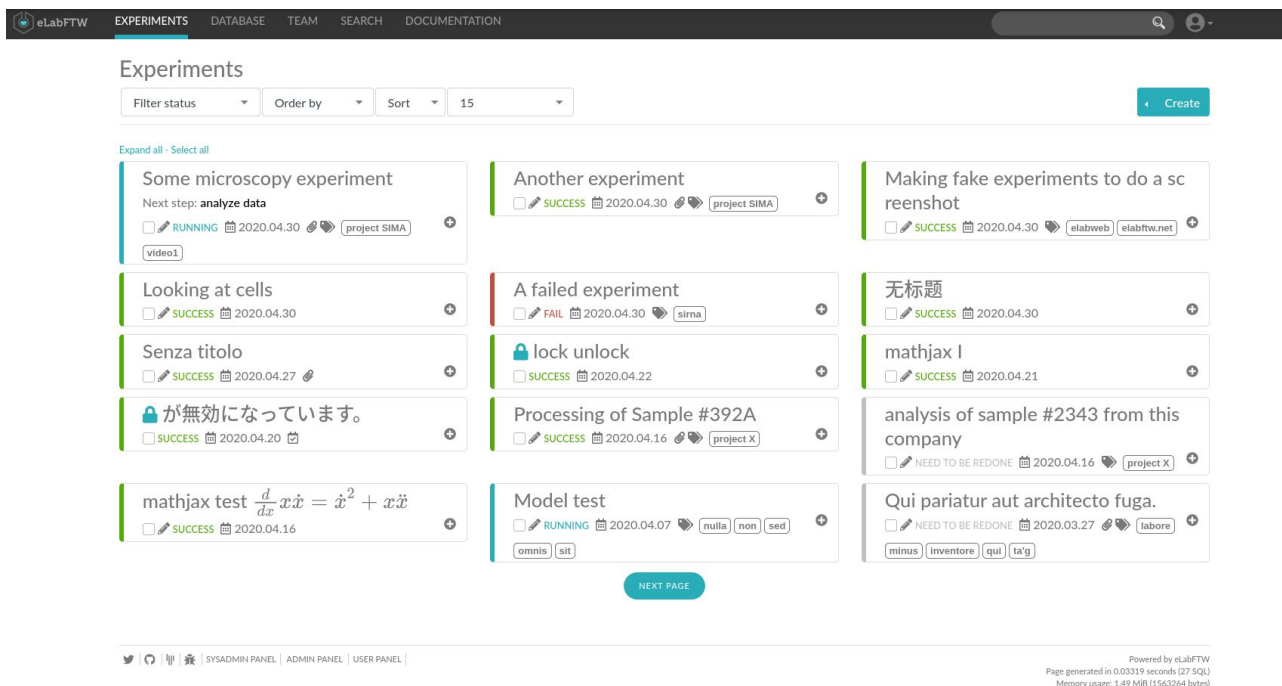 eLabFTW EXPERIMENTS DATABASE TEAM SEARCH DOCUMENTATION
Experiments
Filter status Order by Sort 15 Create
Expand all - Select all
Some microscopy experiment
Next step: analyze data
RUNNING 2020.04.30 project SIMA
video1
Another experiment
SUCCESS 2020.04.30 project SIMA
Making fake experiments to do a sc
reenshot
SUCCESS 2020.04.30 elabweb elabftw.net
Looking at cells
SUCCESS 2020.04.30
A failed experiment
FAIL 2020.04.30 sirna
无标题
SUCCESS 2020.04.30
Senza titolo
SUCCESS 2020.04.27
lock unlock
SUCCESS 2020.04.22
mathjax I
SUCCESS 2020.04.21
が無効になっています。
SUCCESS 2020.04.20
Processing of Sample #392A
SUCCESS 2020.04.16 project X
analysis of sample #2343 from this
company
NEED TO BE REDONE 2020.04.16 project X
mathjax test d/dx xẋ = ẋ² + xẍ
SUCCESS 2020.04.16
Model test
RUNNING 2020.04.07 nulla non sed
omnis sit
Qui pariatur aut architecto fuga.
NEED TO BE REDONE 2020.03.27 labore
minus inventore qui ta'g
NEXT PAGE
SYSADMIN PANEL ADMIN PANEL USER PANEL
Powered by eLabFTW
Page generated in 0.03319 seconds (27 SQL)
Memory usage: 1.49 MiB (1563264 bytes)